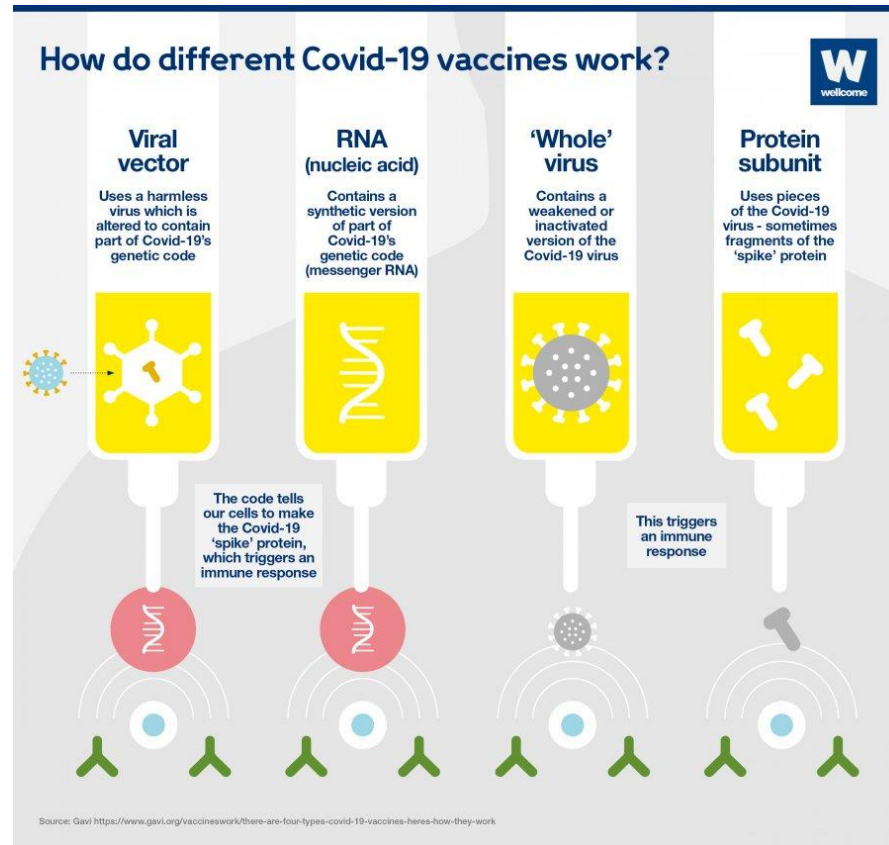 How do different Covid-19 vaccines work?
W
wellcome
Viral
vector
Uses a harmless
virus which is
altered to contain
part of Covid-19's
genetic code
RNA
(nucleic acid)
Contains a
synthetic version
of part of
Covid-19's
genetic code
(messenger RNA)
'Whole'
virus
Contains a
weakened or
inactivated
version of the
Covid-19 virus
Protein
subunit
Uses pieces
of the Covid-19
virus - sometimes
fragments of the
'spike' protein
The code tells
our cells to make
the Covid-19
'spike' protein,
which triggers an
immune response
This triggers
an immune
response
Source: Gavi https://www.gavi.org/vaccineswork/there-are-four-types-covid-19-vaccines-heres-how-they-work